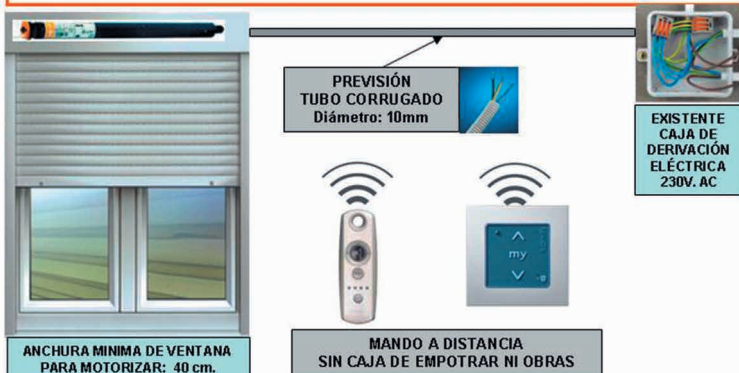 PREVISIÓN
TUBO CORRUGADO
Diámetro: 10mm
EXISTENTE
CAJA DE
DERIVACIÓN
ELÉCTRICA
230V. AC
my
ANCHURA MINIMA DE VENTANA
PARA MOTORIZAR: 40 cm.
MANDO A DISTANCIA
SIN CAJA DE EMPOTRAR NI OBRAS